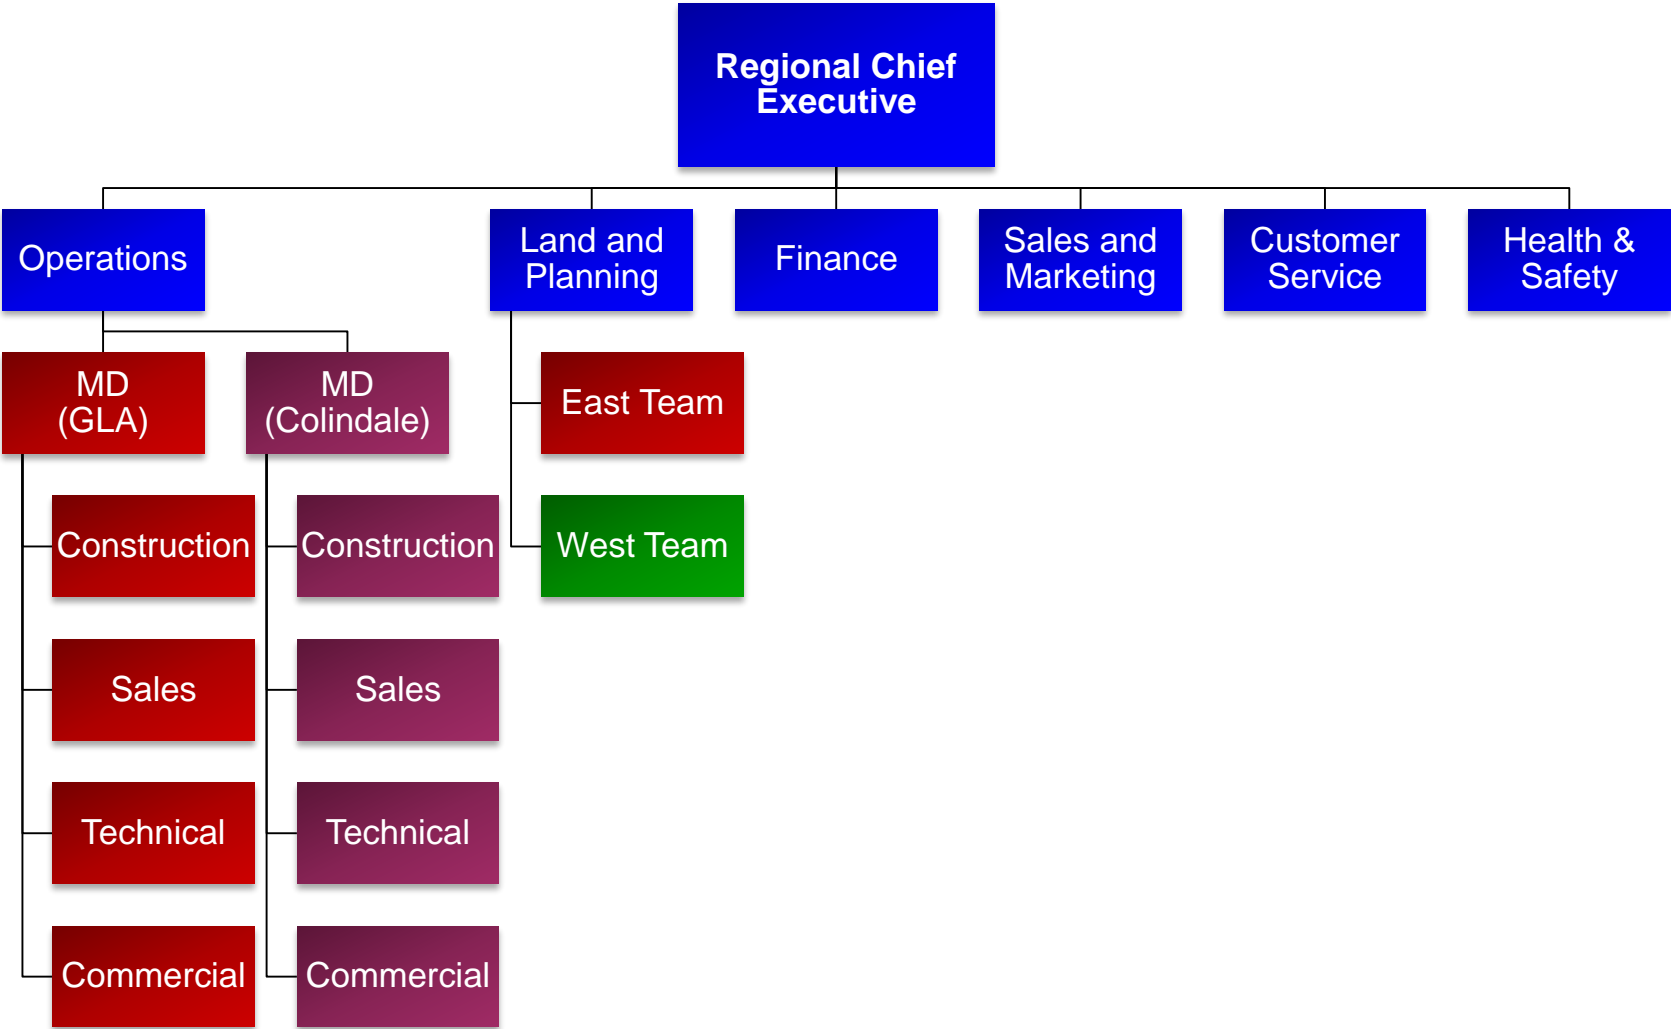 Regional Chief
Executive
Operations
Land and
Planning
Finance
Sales and
Marketing
Customer
Service
Health &
Safety
MD
(GLA)
MD
(Colindale)
East Team
Construction
Construction
West Team
Sales
Sales
Technical
Technical
Commercial
Commercial